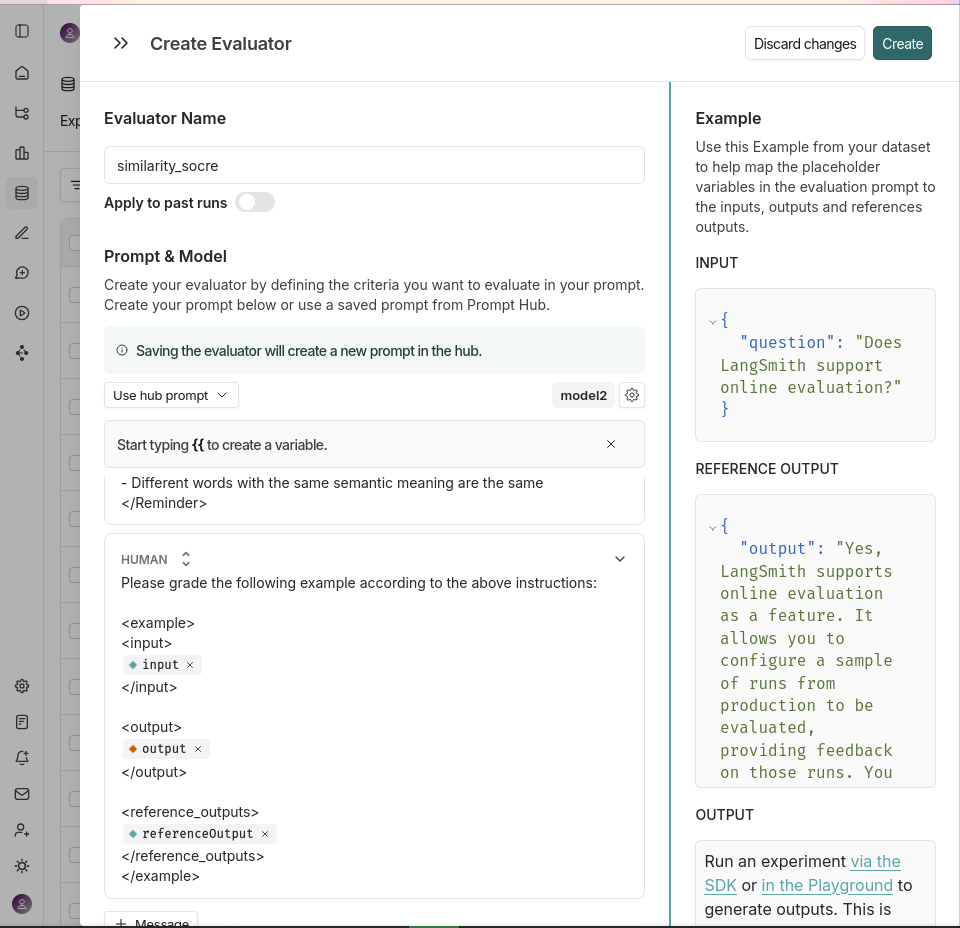 Create Evaluator
Discard changes
Create
Exp
Evaluator Name
similarity_socre
Apply to past runs
Prompt & Model
Create your evaluator by defining the criteria you want to evaluate in your prompt.
Create your prompt below or use a saved prompt from Prompt Hub.
Saving the evaluator will create a new prompt in the hub.
Use hub prompt
model2
Start typing {{ to create a variable.
- Different words with the same semantic meaning are the same
</Reminder>
HUMAN
Please grade the following example according to the above instructions:
<example>
<input>
input
</input>
<output>
output
</output>
<reference_outputs>
referenceOutput
</reference_outputs>
</example>
+ Message
Example
Use this Example from your dataset
to help map the placeholder
variables in the evaluation prompt to
the inputs, outputs and references
outputs.
INPUT
{
"question": "Does
LangSmith support
online evaluation?"
}
REFERENCE OUTPUT
{
"output": "Yes,
LangSmith supports
online evaluation
as a feature. It
allows you to
configure a sample
of runs from
production to be
evaluated,
providing feedback
on those runs. You
OUTPUT
Run an experiment via the
SDK or in the Playground to
generate outputs. This is